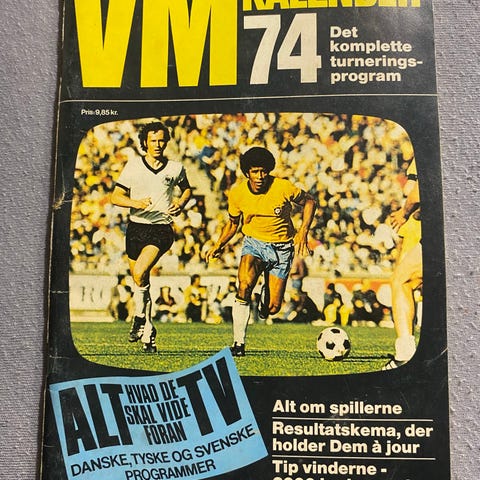 VM
KALENDER
74
Det
komplette
turnerings-
program
Pris: 9,85 kr.
ALT
HVAD DE
SKAL VIDE
FORAN
TV
DANSKE, TYSKE OG SVENSKE
PROGRAMMER
Alt om spillerne
Resultatskema, der
holder Dem à jour
Tip vinderne -